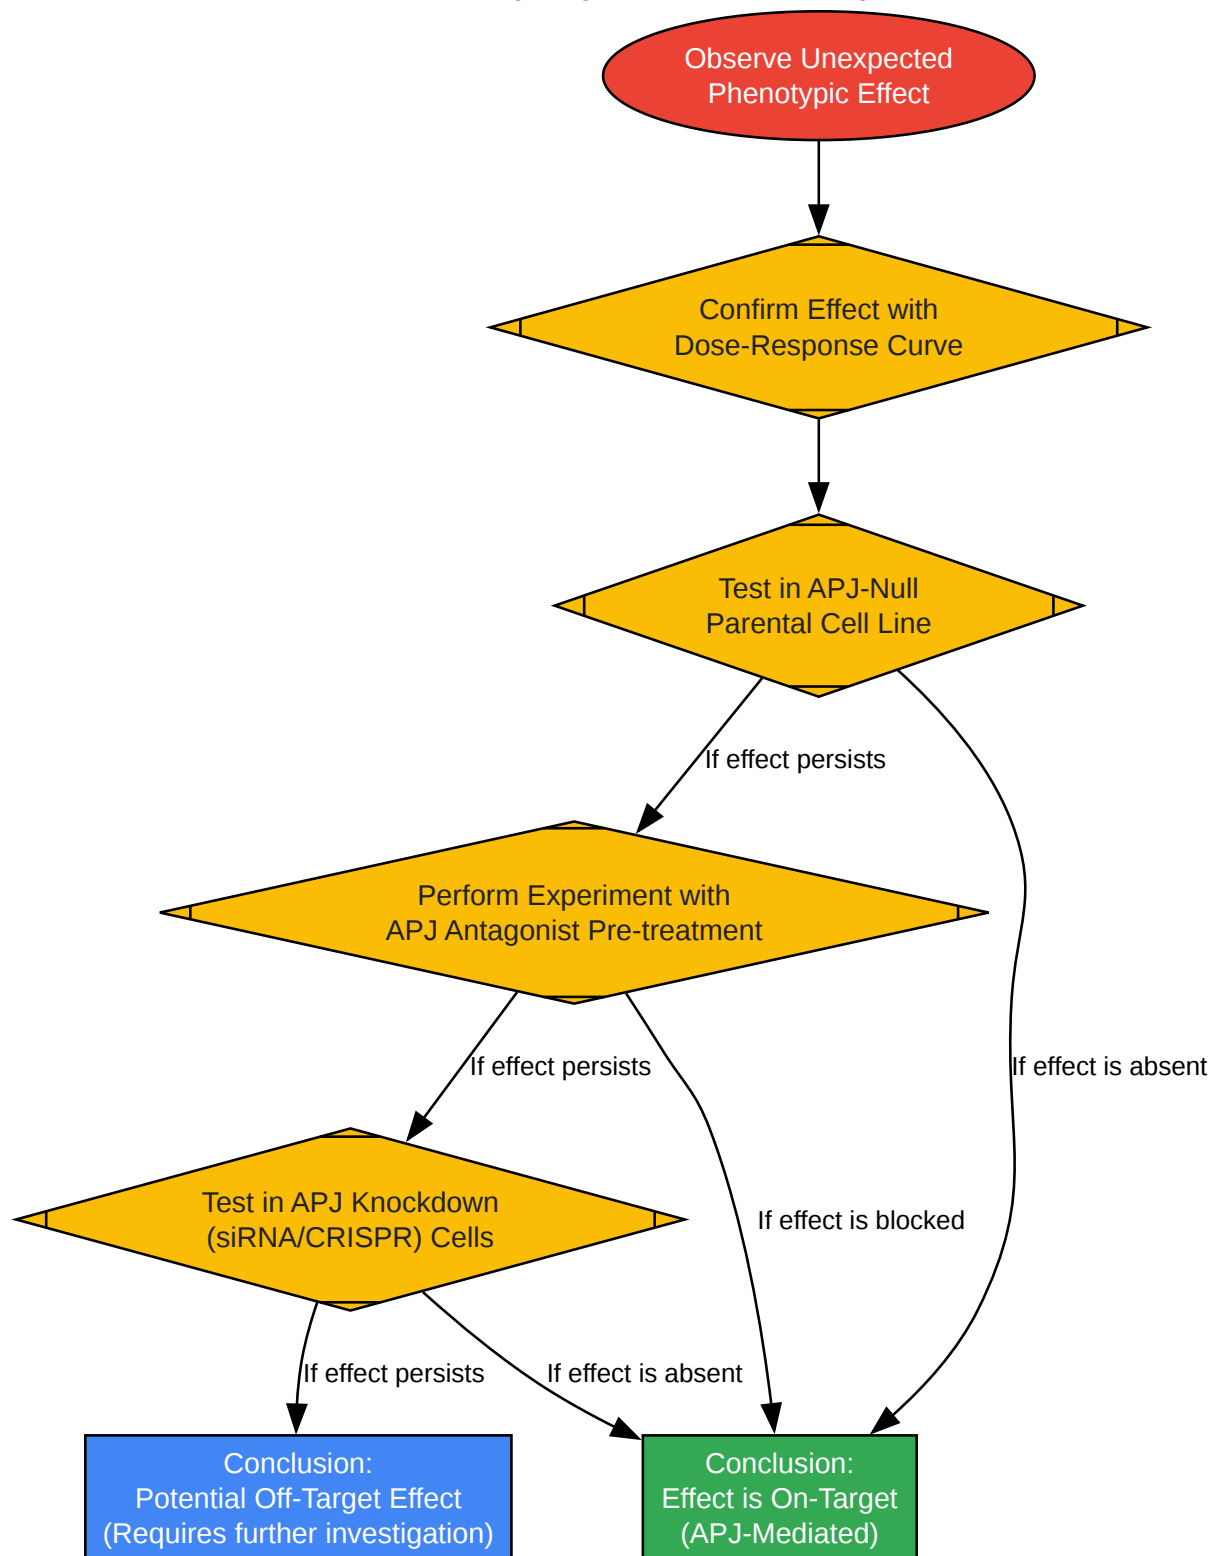 Observe Unexpected
Phenotypic Effect
Confirm Effect with
Dose-Response Curve
Test in APJ-Null
Parental Cell Line
If effect persists
Perform Experiment with
APJ Antagonist Pre-treatment
If effect persists
If effect is absent
Test in APJ Knockdown
(siRNA/CRISPR) Cells
If effect is blocked
If effect persists
If effect is absent
Conclusion:
Potential Off-Target Effect
(Requires further investigation)
Conclusion:
Effect is On-Target
(APJ-Mediated)